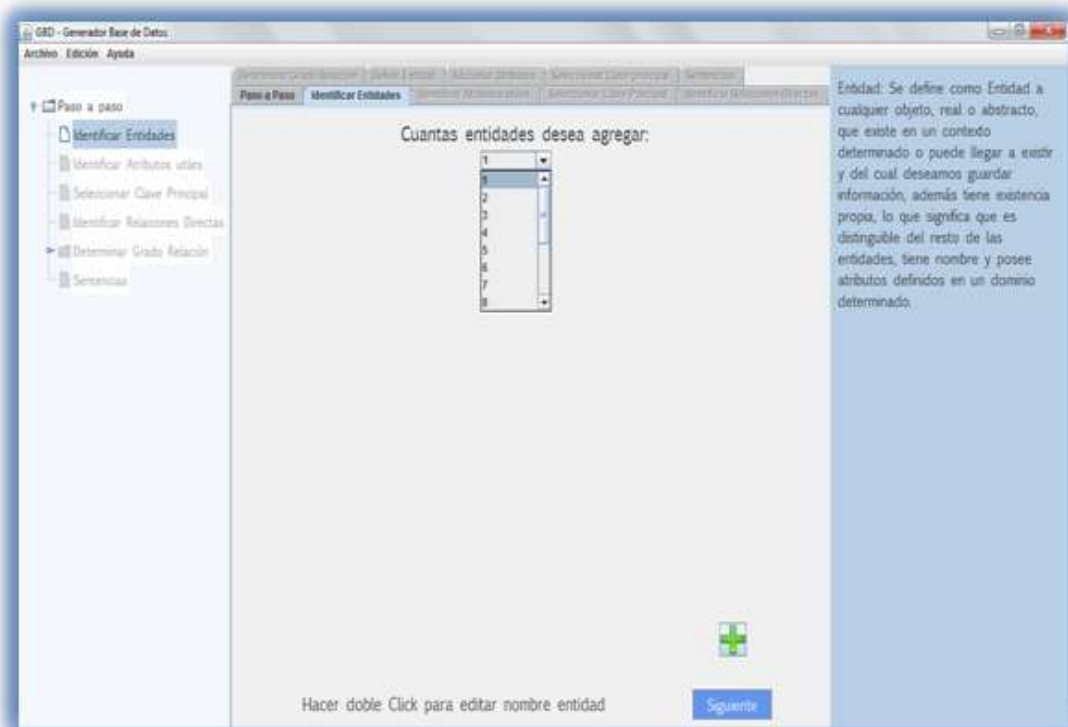 GBD - Generador Base de Datos
Archivo Edición Ayuda
Paso a paso
Identificar Entidades
Identificar Atributos utiles
Seleccionar Clave Principal
Identificar Relaciones Directas
Determinar Grado Relación
Sentencias
Paso a Paso Identificar Entidades
Cuantas entidades desea agregar:
1
1
2
3
4
5
6
7
8
Hacer doble Click para editar nombre entidad
Siguiente
Entidad: Se define como Entidad a
cualquier objeto, real o abstracto,
que existe en un contexto
determinado o puede llegar a existir
y del cual deseamos guardar
información, además tiene existencia
propia, lo que significa que es
distinguible del resto de las
entidades, tiene nombre y posee
atributos definidos en un dominio
determinado.